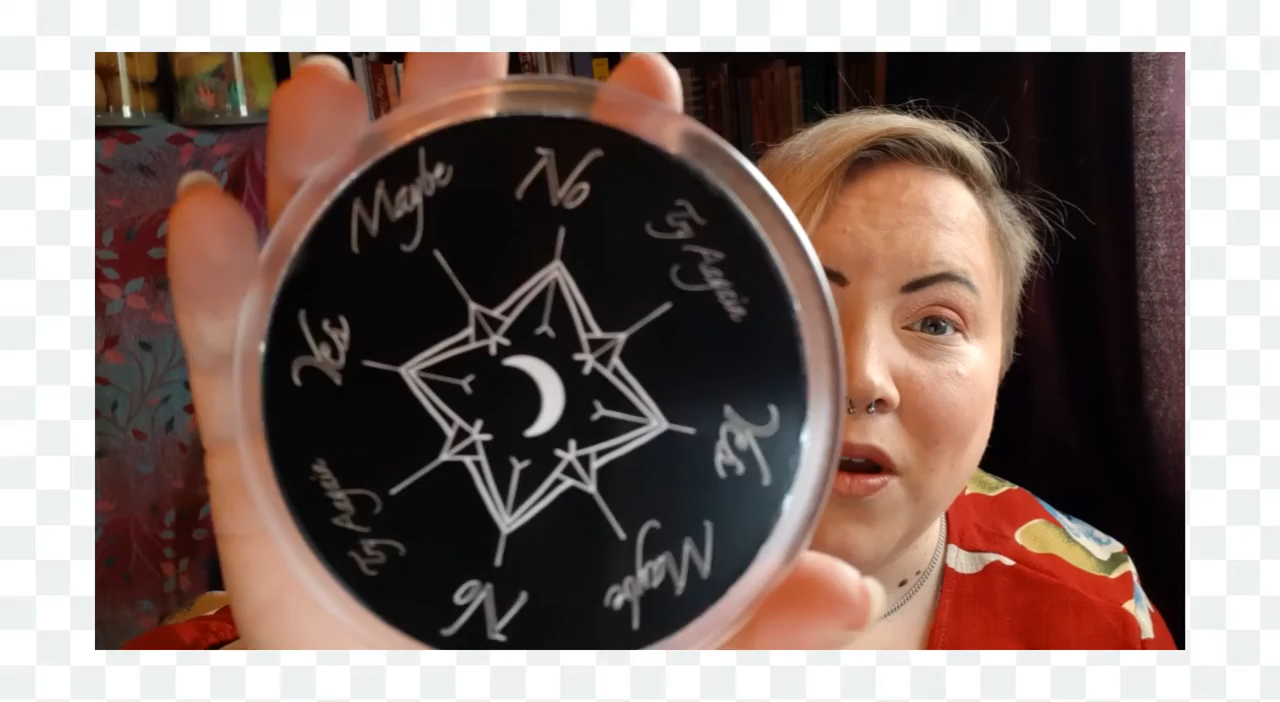 Maybe
No
Try Again
Yes
Maybe
No
Try Again
Yes